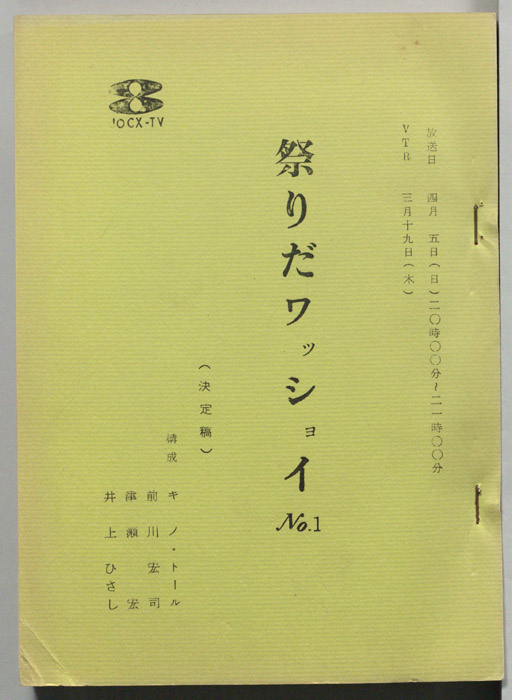 放送日 四月 五日(日)二〇時〇〇分~二一時〇〇分
VTR 三月十九日(木)
祭りだワッショイ No.1
(決定稿)
構成 キノ・トール
前川宏司
津瀬宏
井上ひさし
'OCX-TV